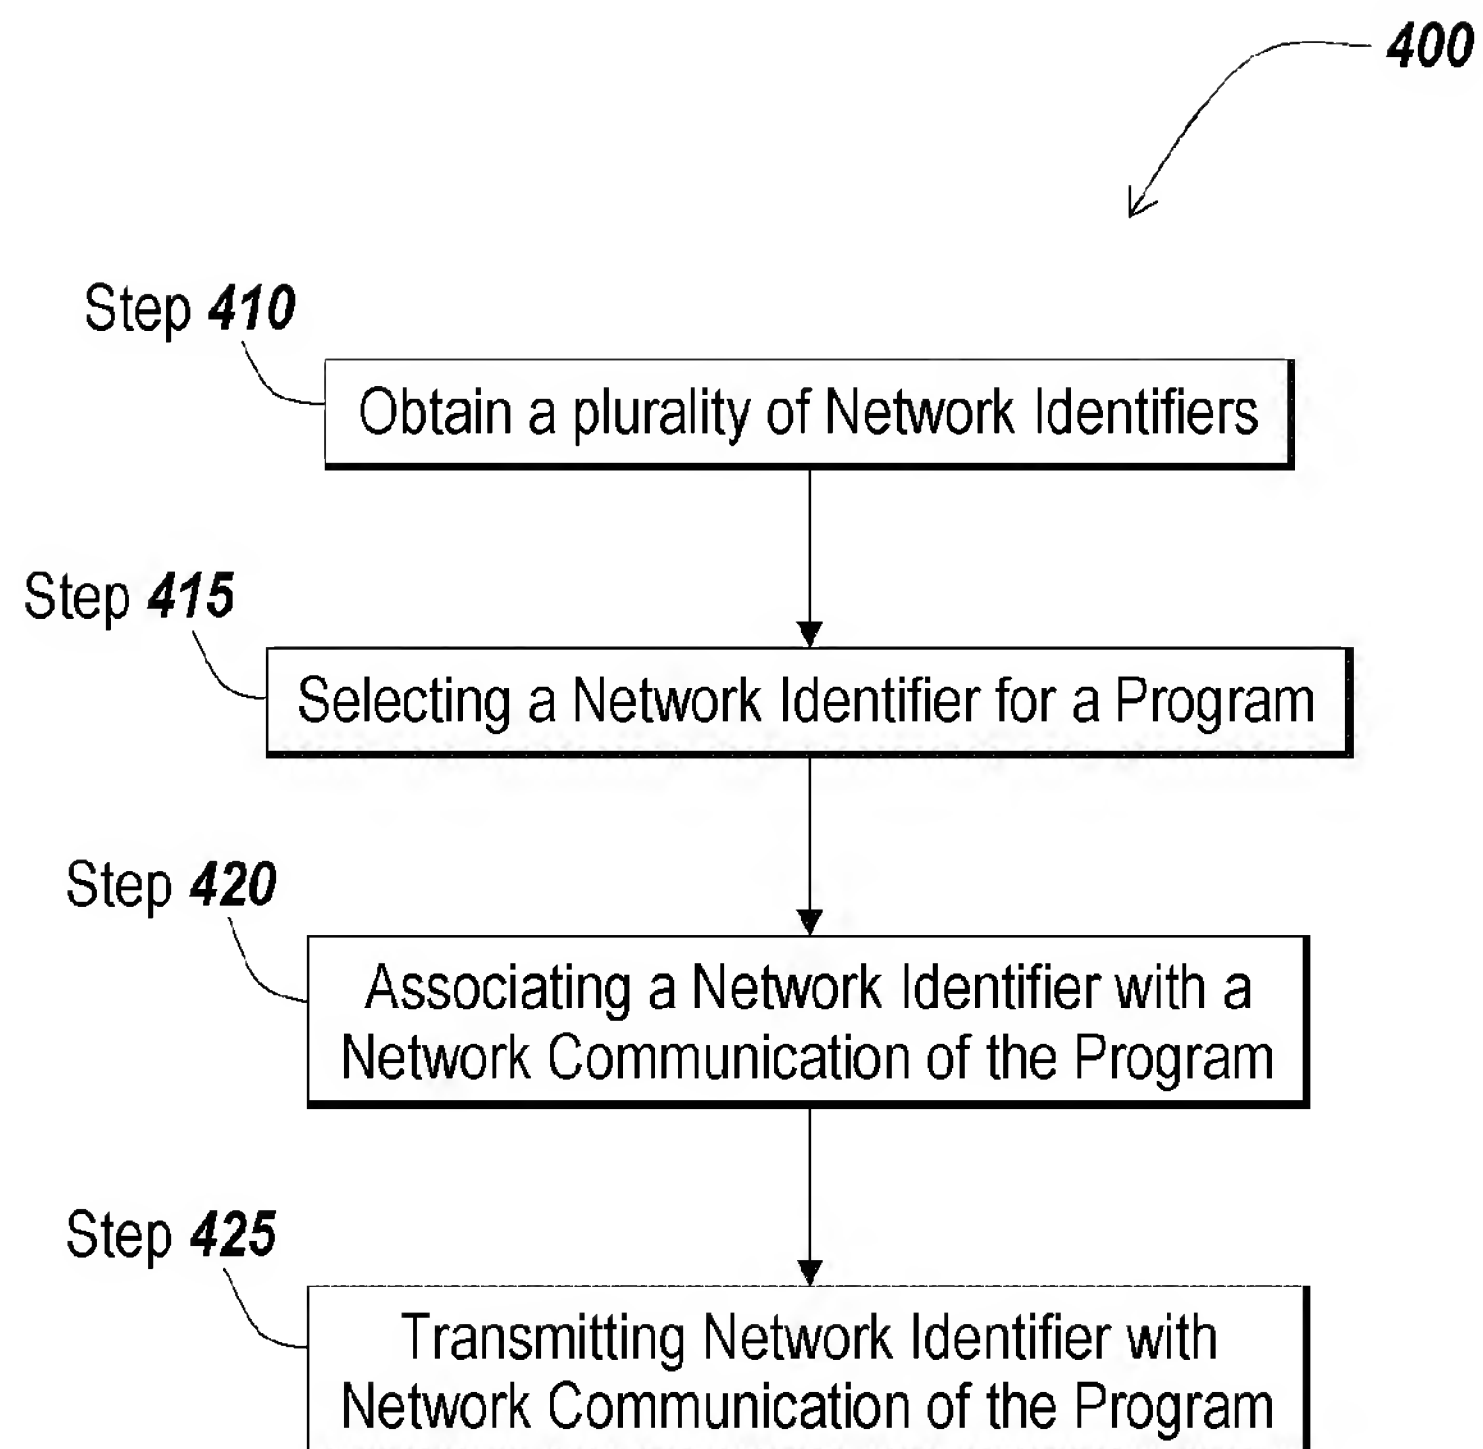 400
Step 410
Obtain a plurality of Network Identifiers
Step 415
Selecting a Network Identifier for a Program
Step 420
Associating a Network Identifier with a
Network Communication of the Program
Step 425
Transmitting Network Identifier with
Network Communication of the Program